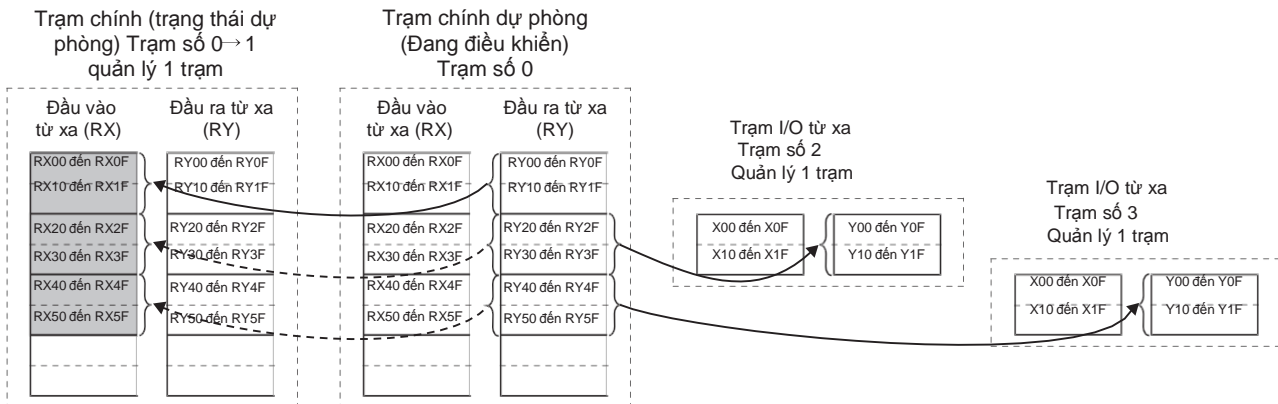 Trạm chính (trạng thái dự
phòng) Trạm số 0→1
quản lý 1 trạm
Đầu vào
từ xa (RX)
Đầu ra từ xa
(RY)
RX00 đến RX0F
RX10 đến RX1F
RX20 đến RX2F
RX30 đến RX3F
RX40 đến RX4F
RX50 đến RX5F
RY00 đến RY0F
RY10 đến RY1F
RY20 đến RY2F
RY30 đến RY3F
RY40 đến RY4F
RY50 đến RY5F
Trạm chính dự phòng
(Đang điều khiển)
Trạm số 0
Đầu vào
từ xa (RX)
Đầu ra từ xa
(RY)
RX00 đến RX0F
RX10 đến RX1F
RX20 đến RX2F
RX30 đến RX3F
RX40 đến RX4F
RX50 đến RX5F
RY00 đến RY0F
RY10 đến RY1F
RY20 đến RY2F
RY30 đến RY3F
RY40 đến RY4F
RY50 đến RY5F
Trạm I/O từ xa
Trạm số 2
Quản lý 1 trạm
X00 đến X0F
X10 đến X1F
Y00 đến Y0F
Y10 đến Y1F
Trạm I/O từ xa
Trạm số 3
Quản lý 1 trạm
X00 đến X0F
X10 đến X1F
Y00 đến Y0F
Y10 đến Y1F